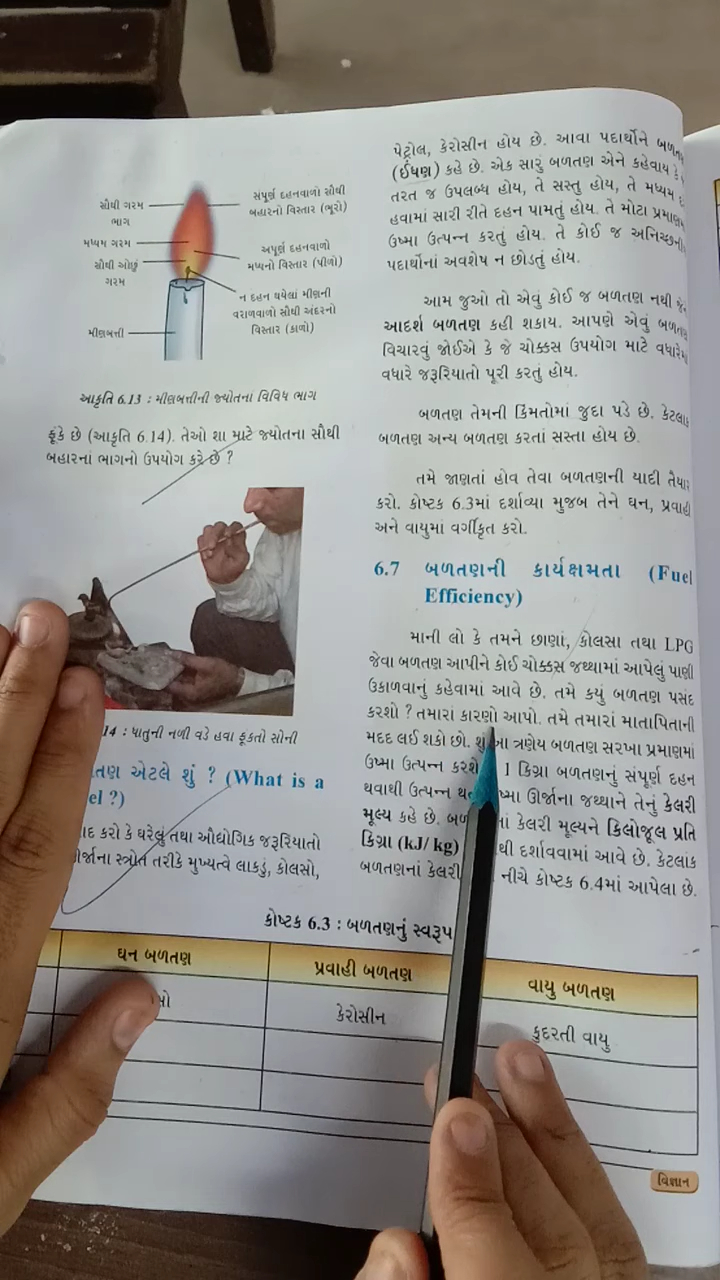 સૌથી ગરમ
ભાગ
મધ્યમ ગરમ
સૌથી ઓછું
ગરમ
મીણબત્તી
સંપૂર્ણ દહનવાળો સૌથી
બહારનો વિસ્તાર (ભૂરો)
અપૂર્ણ દહનવાળો
મધ્યનો વિસ્તાર (પીળો)
ન દહન થયેલાં મીણની
વરાળવાળો સૌથી અંદરનો
વિસ્તાર (કાળો)
આકૃતિ 6.13 : મીણબત્તીની જ્યોતનાં વિવિધ ભાગ
ફૂંકે છે (આકૃતિ 6.14). તેઓ શા માટે જ્યોતના સૌથી
બહારનાં ભાગનો ઉપયોગ કરે છે ?
14 : ધાતુની નળી વડે હવા ફૂકતો સોની
એટલે શું ? (What is a
?)
કરો કે ઘરેલું તથા ઔદ્યોગિક જરૂરિયાતો
સ્ત્રોત તરીકે મુખ્યત્વે લાકડું, કોલસો,
પેટ્રોલ, કેરોસીન હોય છે. આવા પદાર્થોને
(ઈંધણ) કહે છે. એક સારું બળતણ એને કહેવાય કે
તરત જ ઉપલબ્ધ હોય, તે સસ્તુ હોય, તે મધ્યમ
હવામાં સારી રીતે દહન પામતું હોય. તે મોટા
ઉષ્મા ઉત્પન્ન કરતું હોય. તે કોઈ જ
પદાર્થોનાં અવશેષ ન છોડતું હોય.
આમ જુઓ તો એવું કોઈ જ બળતણ નથી જેને
આદર્શ બળતણ કહી શકાય. આપણે એવું બળતણ
વિચારવું જોઈએ કે જે ચોક્કસ ઉપયોગ માટે વધારેમાં
વધારે જરૂરિયાતો પૂરી કરતું હોય.
બળતણ તેમની કિંમતોમાં જુદા પડે છે. કેટલાક
બળતણ અન્ય બળતણ કરતાં સસ્તા હોય છે.
તમે જાણતાં હોવ તેવા બળતણની યાદી તૈયાર
કરો. કોષ્ટક 6.3માં દર્શાવ્યા મુજબ તેને ઘન, પ્રવાહી
અને વાયુમાં વર્ગીકૃત કરો.
6.7 બળતણની કાર્યક્ષમતા (Fuel
Efficiency)
માની લો કે તમને છાણાં, કોલસા તથા LPG
જેવા બળતણ આપીને કોઈ ચોક્કસ જથ્થામાં આપેલું પાણી
ઉકાળવાનું કહેવામાં આવે છે. તમે કયું બળતણ પસંદ
કરશો ? તમારાં કારણો આપો. તમે તમારાં માતાપિતાની
મદદ લઈ શકો છો. ત્રણેય બળતણ સરખા પ્રમાણમાં
ઉષ્મા ઉત્પન્ન 1 કિગ્રા બળતણનું સંપૂર્ણ દહન
થવાથી ઉત્પન્ન ઊર્જાના જથ્થાને તેનું કેલરી
મૂલ્ય કહે છે. કેલરી મૂલ્યને કિલોજૂલ પ્રતિ
કિગ્રા (kJ/ kg) દર્શાવવામાં આવે છે. કેટલાંક
બળતણનાં કેલરી નીચે કોષ્ટક 6.4માં આપેલા છે.
કોષ્ટક 6.3 : બળતણનું સ્વરૂપ
ઘન બળતણ પ્રવાહી બળતણ વાયુ બળતણ
કેરોસીન કુદરતી વાયુ
વિજ્ઞાન